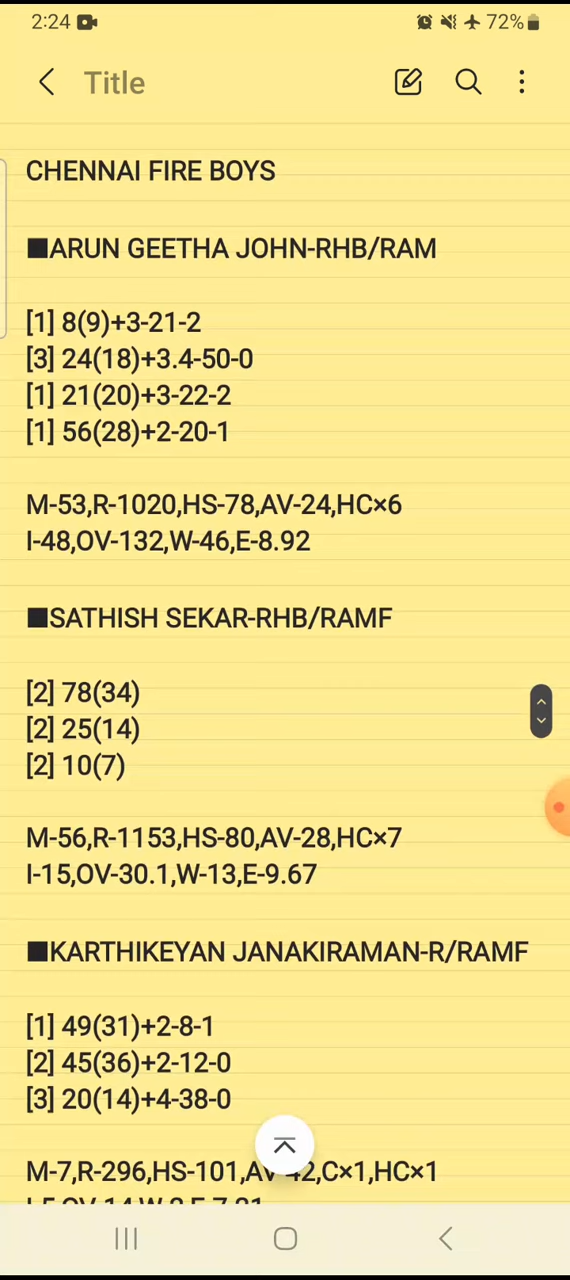 2:24 72%
Title
CHENNAI FIRE BOYS
■ARUN GEETHA JOHN-RHB/RAM
[1] 8(9)+3-21-2
[3] 24(18)+3.4-50-0
[1] 21(20)+3-22-2
[1] 56(28)+2-20-1
M-53,R-1020,HS-78,AV-24,HC×6
I-48,OV-132,W-46,E-8.92
■SATHISH SEKAR-RHB/RAMF
[2] 78(34)
[2] 25(14)
[2] 10(7)
M-56,R-1153,HS-80,AV-28,HC×7
I-15,OV-30.1,W-13,E-9.67
■KARTHIKEYAN JANAKIRAMAN-R/RAMF
[1] 49(31)+2-8-1
[2] 45(36)+2-12-0
[3] 20(14)+4-38-0
M-7,R-296,HS-101,AV-42,C×1,HC×1